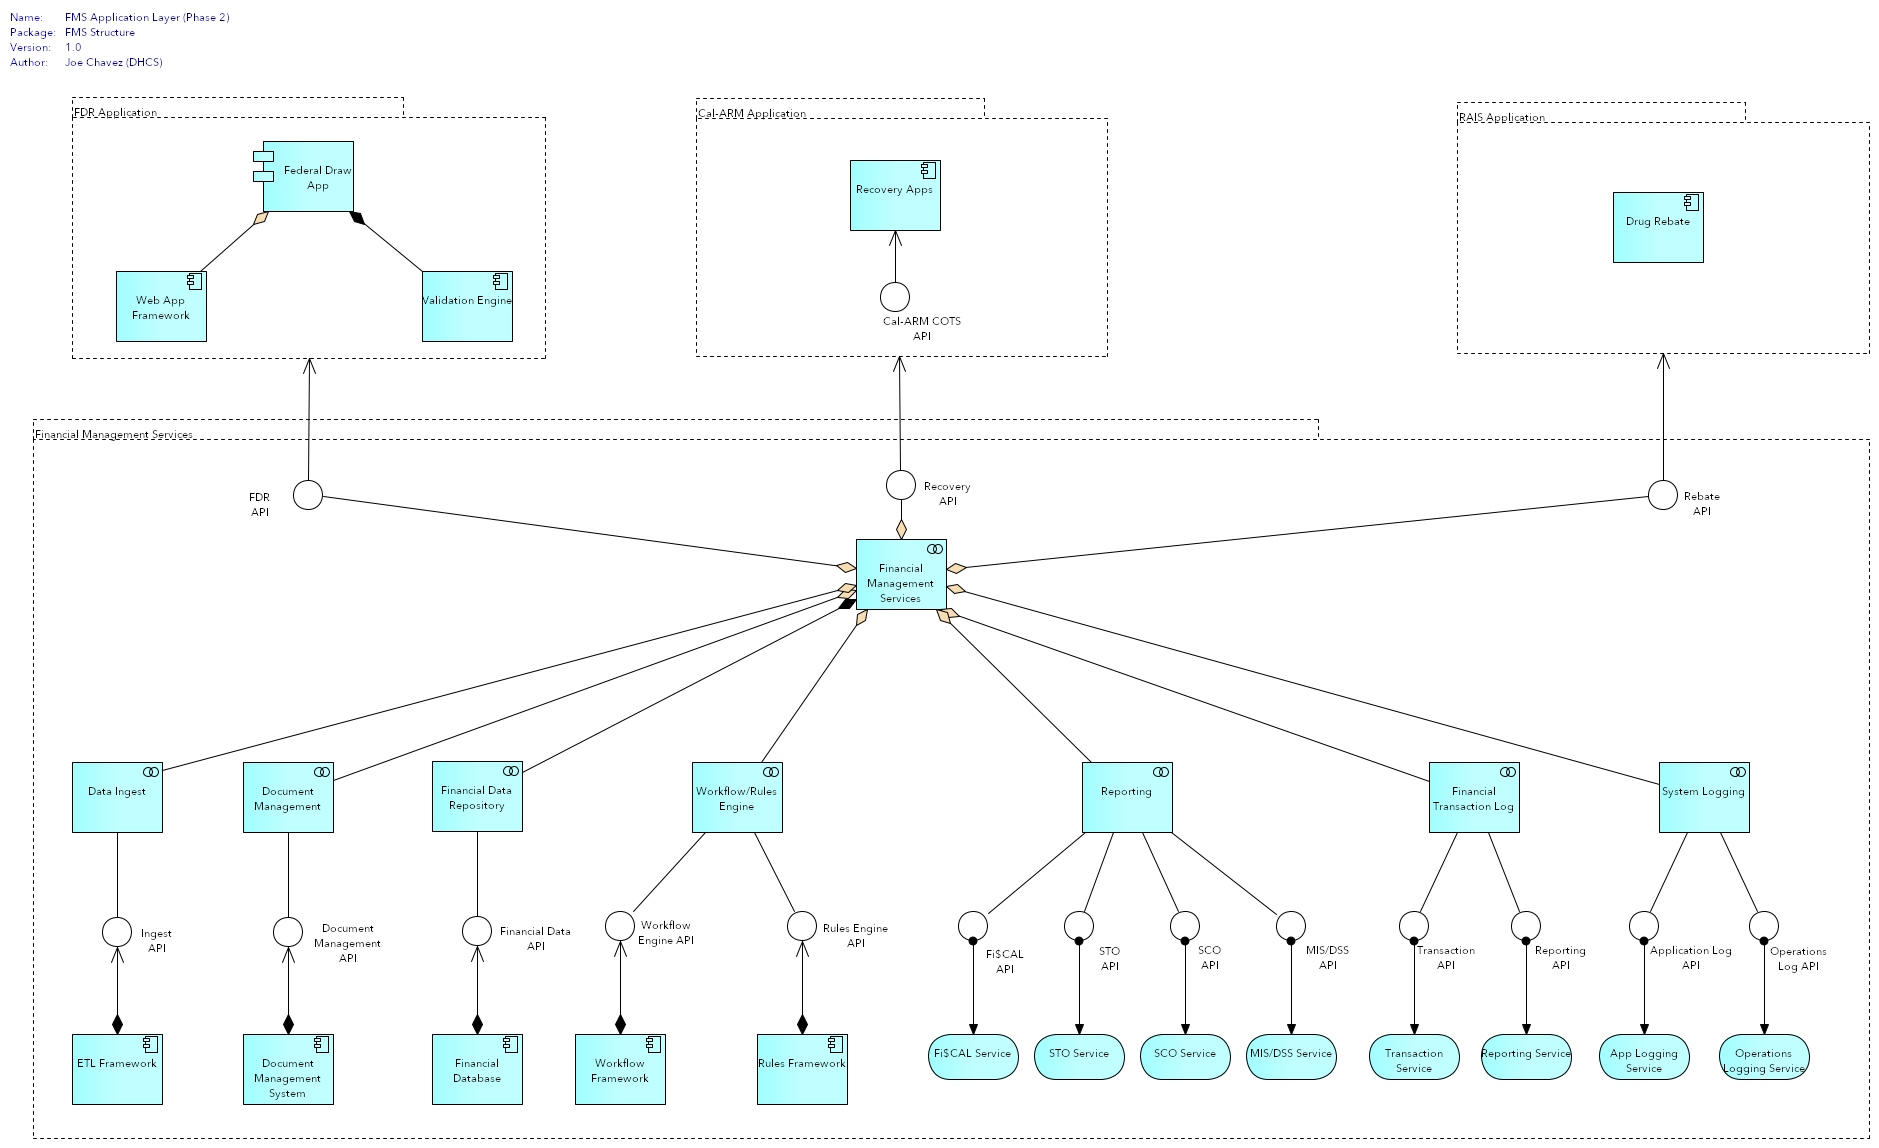 Name: FMS Application Layer (Phase 2)
Package: FMS Structure
Version: 1.0
Author: Joe Chavez (DHCS)
FDR Application
Federal Draw
App
Web App
Framework
Validation Engine
Cal-ARM Application
Recovery Apps
Cal-ARM COTS
API
RAIS Application
Drug Rebate
Financial Management Services
FDR
API
Recovery
API
Rebate
API
Financial
Management
Services
Data Ingest
Document
Management
Financial Data
Repository
Workflow/Rules
Engine
Reporting
Financial
Transaction Log
System Logging
Ingest
API
Document
Management
API
Financial Data
API
Workflow
Engine API
Rules Engine
API
Fi$CAL
API
STO
API
SCO
API
MIS/DSS
API
Transaction
API
Reporting
API
Application Log
API
Operations
Log API
ETL Framework
Document
Management
System
Financial
Database
Workflow
Framework
Rules Framework
Fi$CAL Service
STO Service
SCO Service
MIS/DSS Service
Transaction
Service
Reporting Service
App Logging
Service
Operations
Logging Service